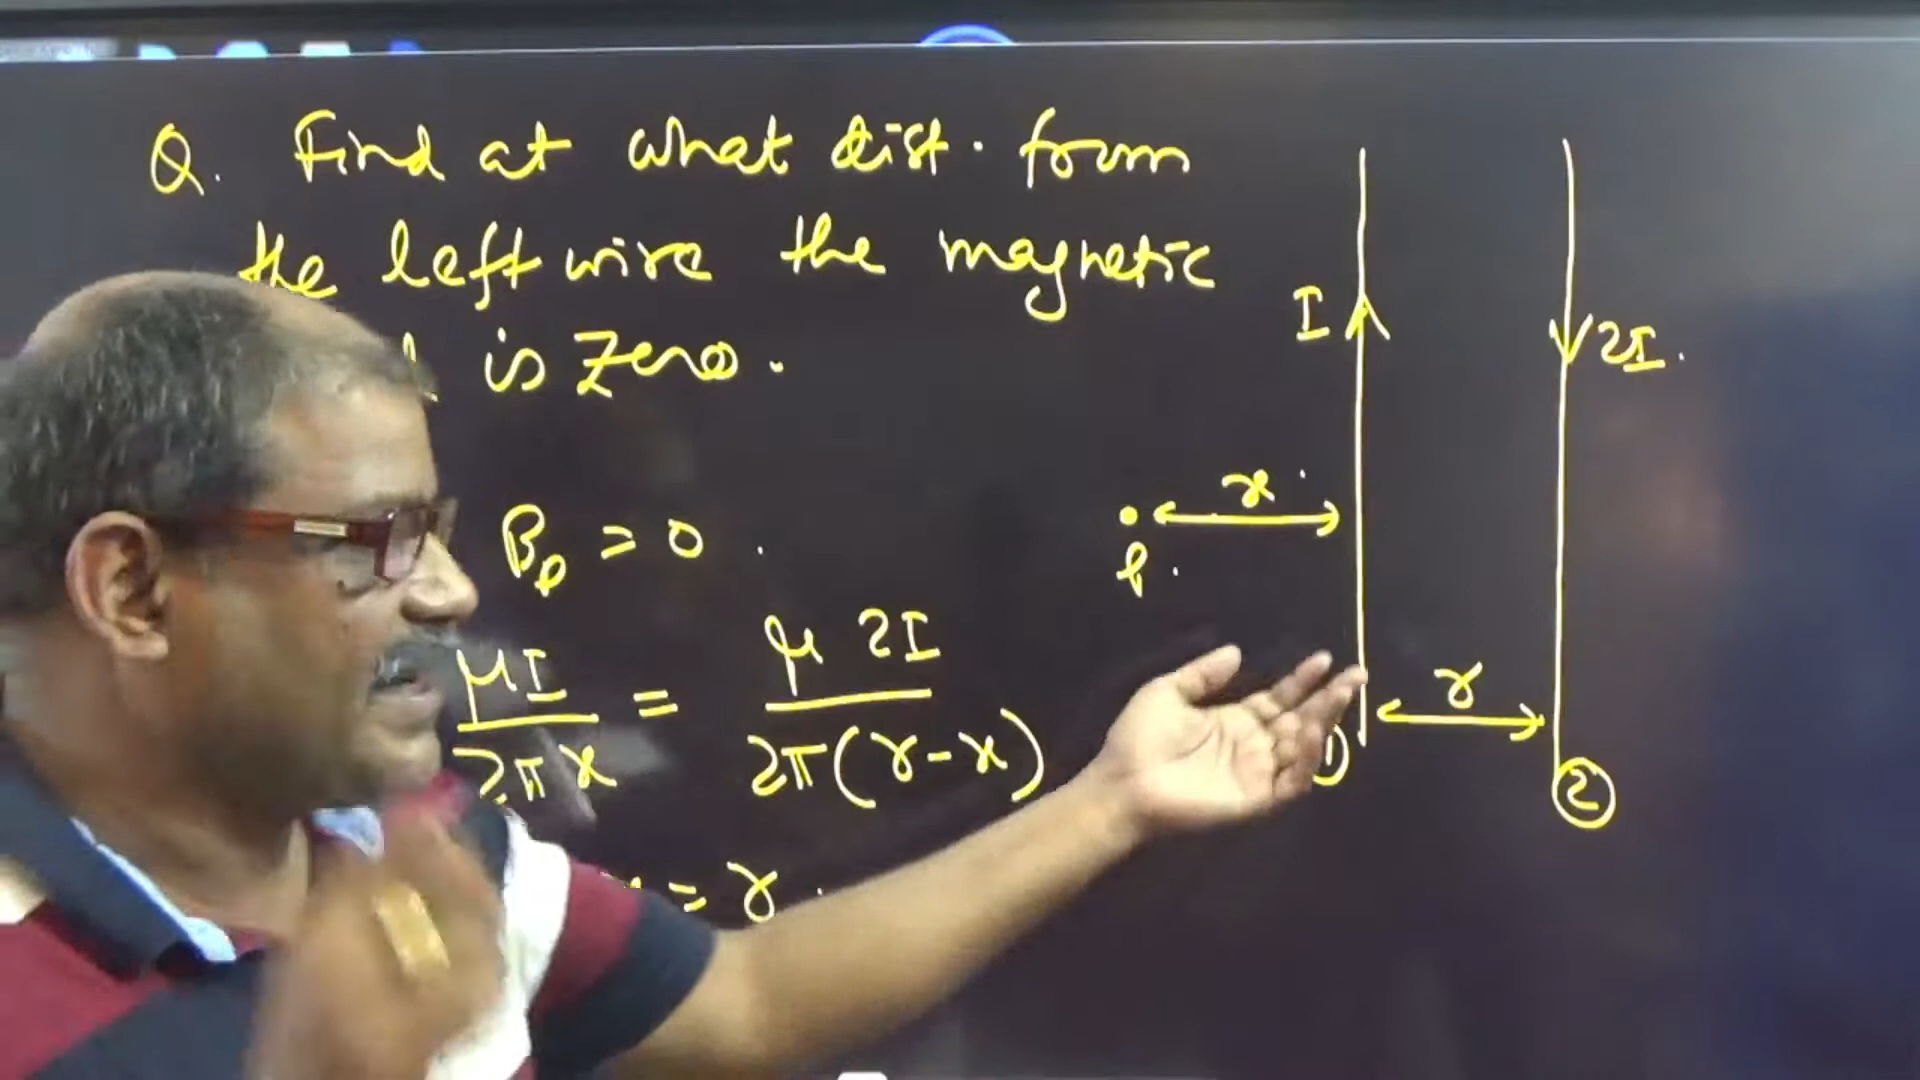 Q. Find at what dist. from
the left wire the magnetic
is zero.
I
2I.
x
B_P = 0
P.
μI/2πx = μ 2I/2π(r-x)
r
1
2
= r.